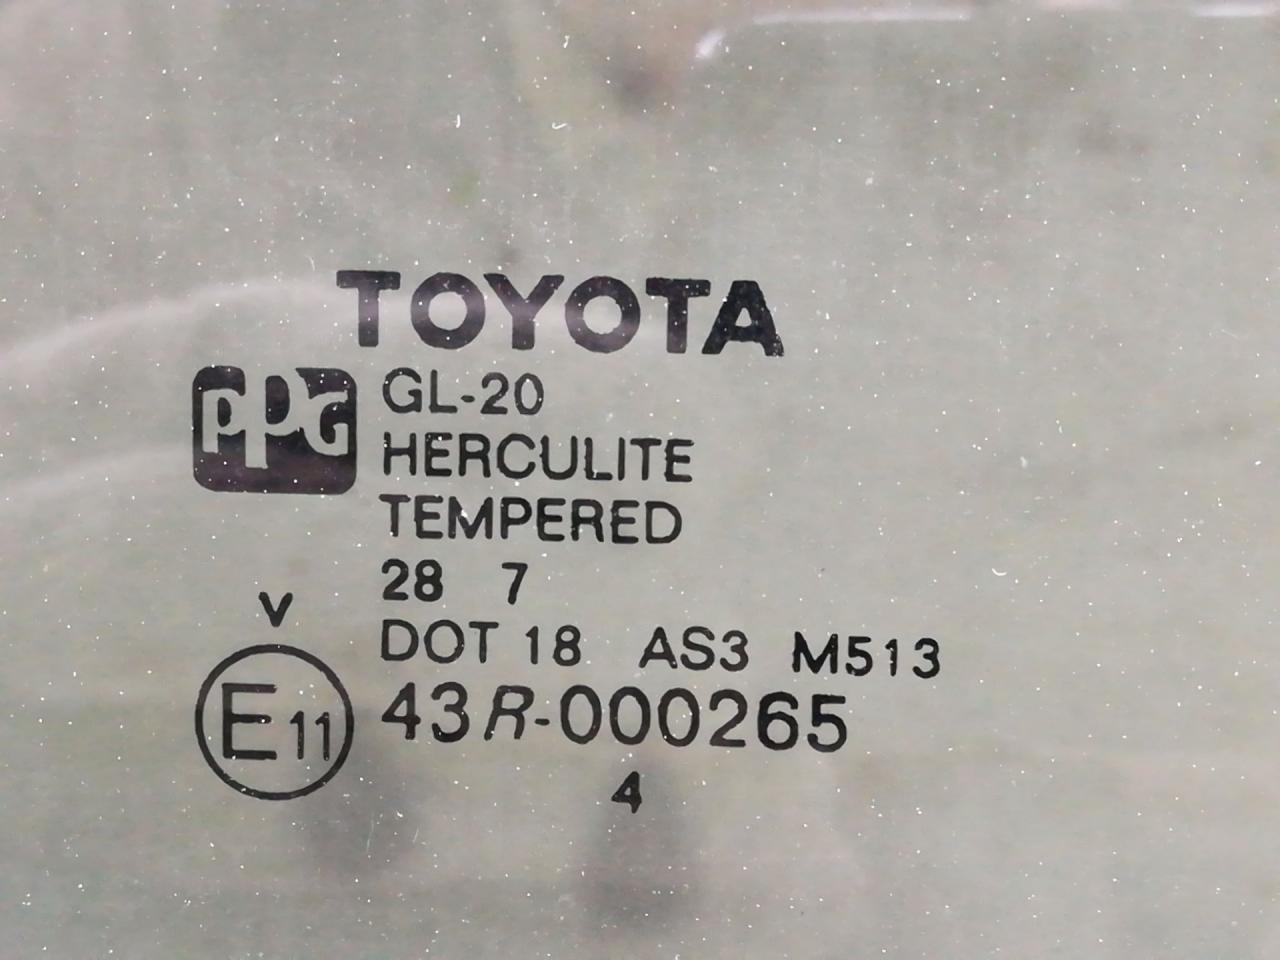 TOYOTA
PPG
GL-20
HERCULITE
TEMPERED
28 7
DOT 18 AS3 M513
V
E11 43R-000265
4